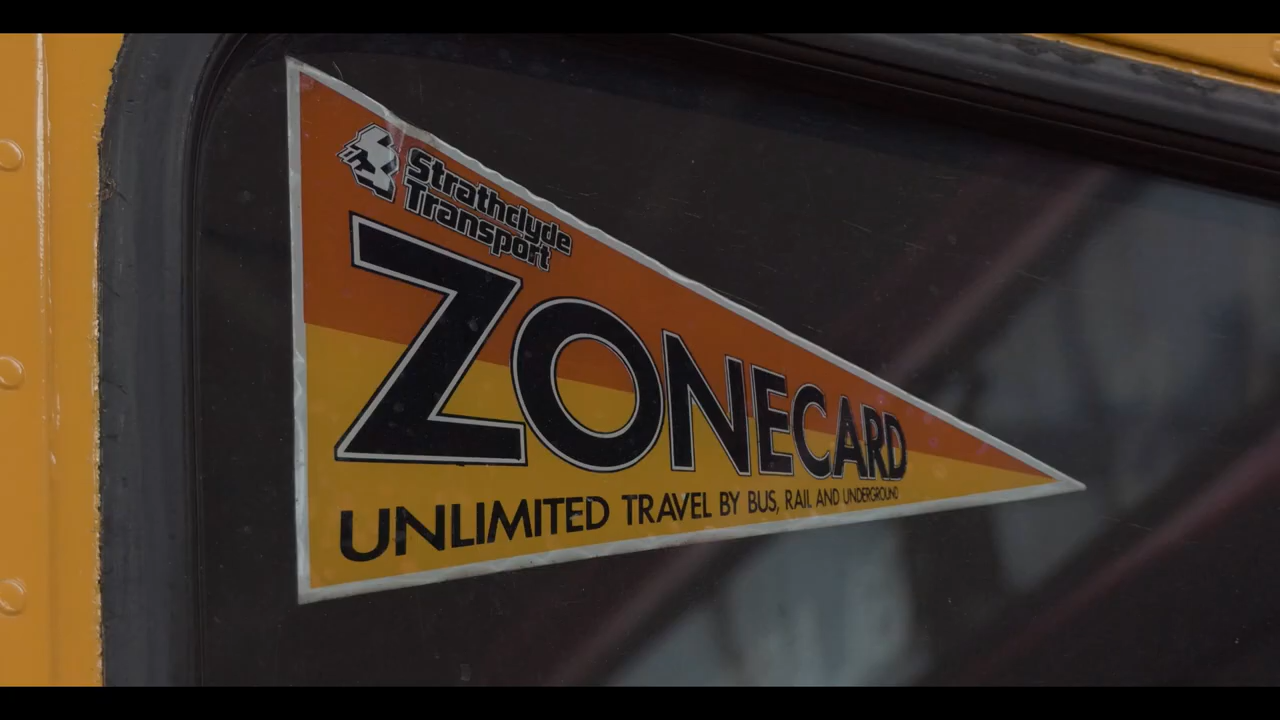 Strathclyde
Transport
ZONECARD
UNLIMITED TRAVEL BY BUS, RAIL AND UNDERGROUND